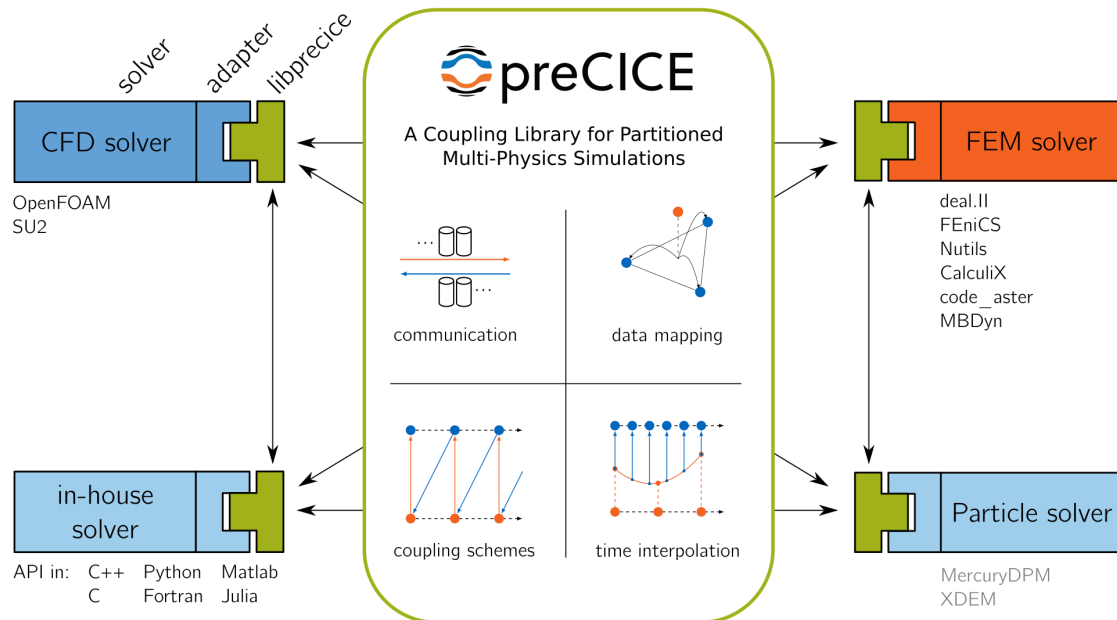 solver
adapter
libprecice
CFD solver
OpenFOAM
SU2
preCICE
A Coupling Library for Partitioned
Multi-Physics Simulations
...
...
communication
data mapping
coupling schemes
time interpolation
FEM solver
deal.II
FEniCS
Nutils
CalculiX
code_aster
MBDyn
in-house
solver
API in: C++ Python Matlab
C Fortran Julia
Particle solver
MercuryDPM
XDEM